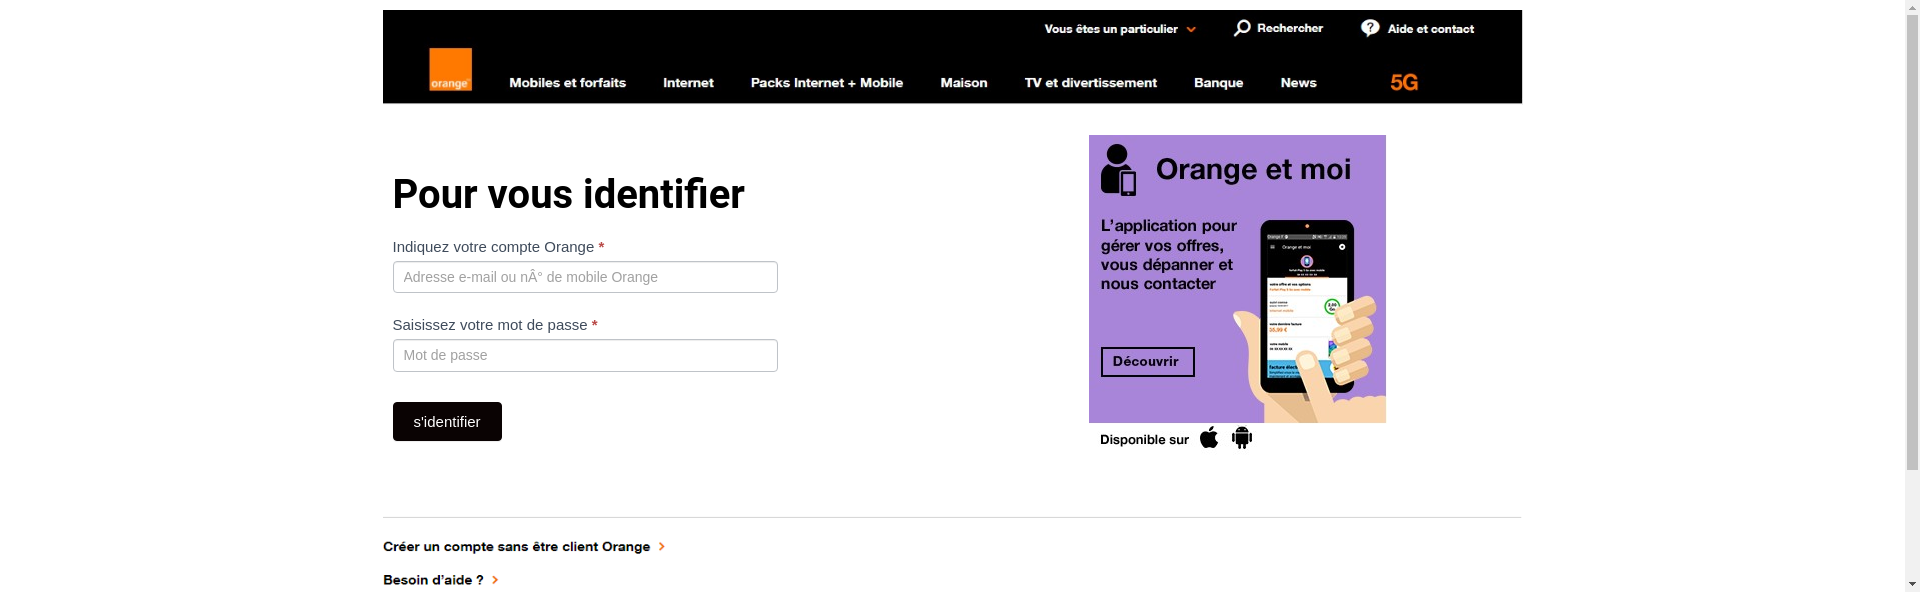 Vous êtes un particulier
Rechercher
Aide et contact
orange
Mobiles et forfaits
Internet
Packs Internet + Mobile
Maison
TV et divertissement
Banque
News
5G
Pour vous identifier
Indiquez votre compte Orange *
Adresse e-mail ou nÂ° de mobile Orange
Saisissez votre mot de passe *
Mot de passe
s'identifier
Orange et moi
L'application pour
gérer vos offres,
vous dépanner et
nous contacter
Orange et moi
Découvrir
Disponible sur
Créer un compte sans être client Orange
Besoin d'aide ?